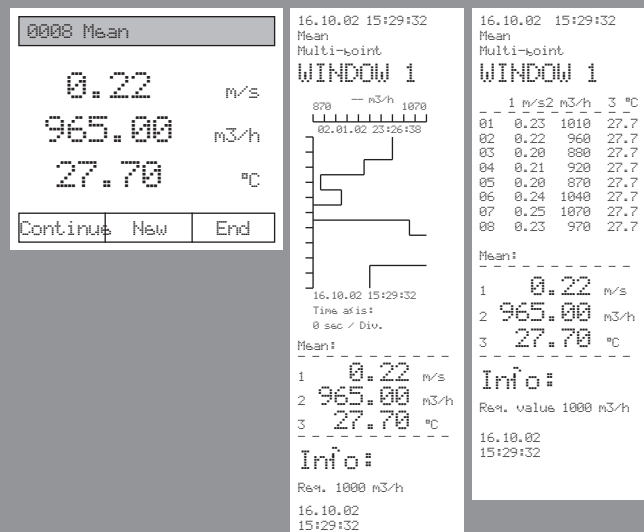 0008 Mean
0.22 m/s
965.00 m3/h
27.70 °C
Continue New End
16.10.02 15:29:32
Mean
Multi-point
WINDOW 1
870 -- m3/h 1070
02.01.02 23:26:38
16.10.02 15:29:32
Time axis:
0 sec / Div.
Mean:
1 0.22 m/s
2 965.00 m3/h
3 27.70 °C
Info:
Req. 1000 m3/h
16.10.02
15:29:32
16.10.02 15:29:32
Mean
Multi-point
WINDOW 1
1 m/s2 m3/h 3 °C
01 0.23 1010 27.7
02 0.22 960 27.7
03 0.20 880 27.7
04 0.21 920 27.7
05 0.20 870 27.7
06 0.24 1040 27.7
07 0.25 1070 27.7
08 0.23 970 27.7
Mean:
1 0.22 m/s
2 965.00 m3/h
3 27.70 °C
Info:
Req. value 1000 m3/h
16.10.02
15:29:32